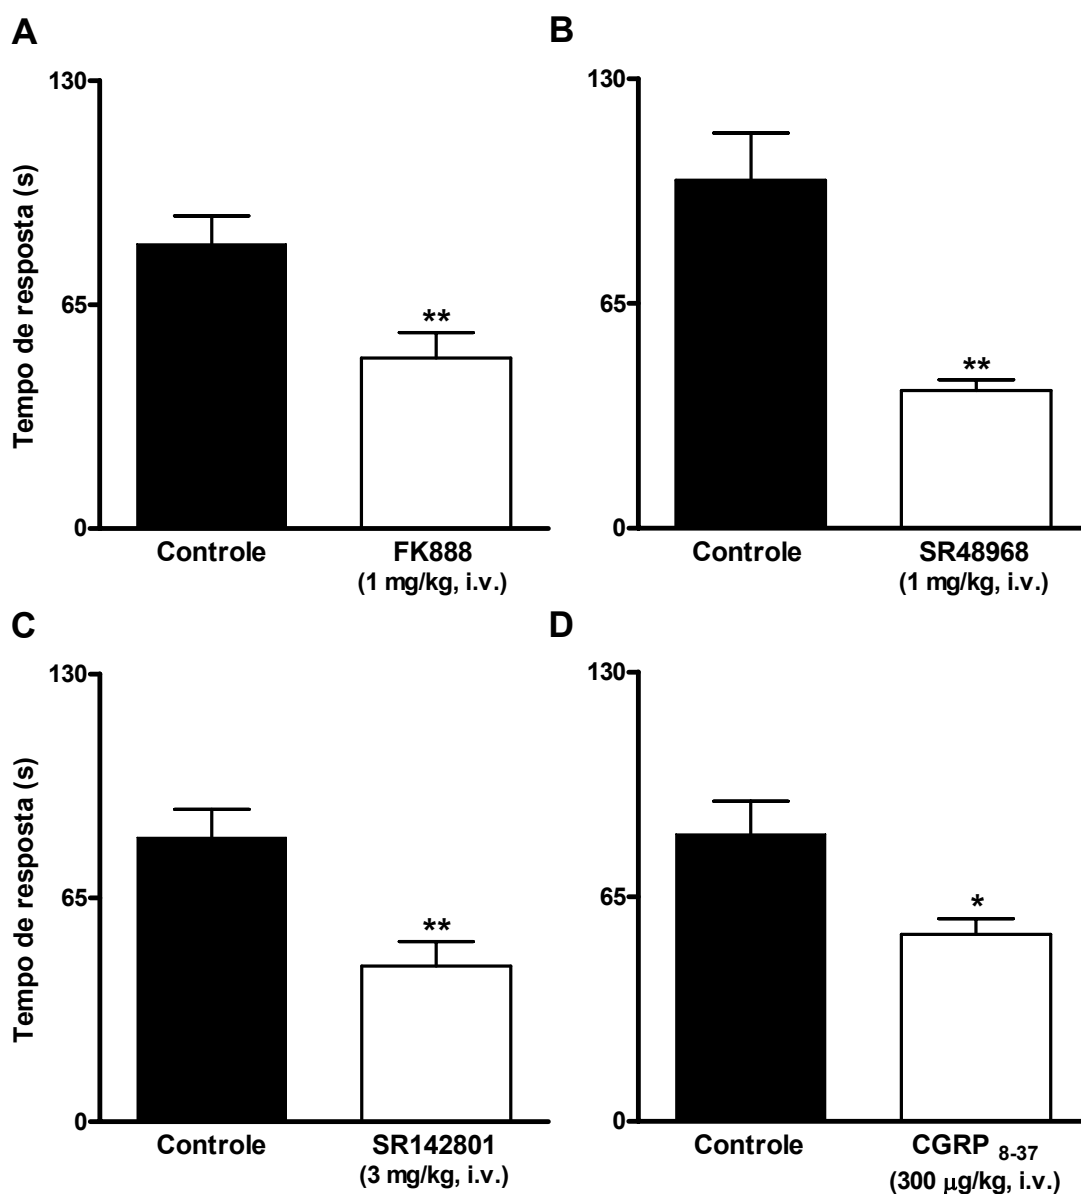 A
Tempo de resposta (s)
130
65
0
**
Controle
FK888
(1 mg/kg, i.v.)
B
130
65
0
**
Controle
SR48968
(1 mg/kg, i.v.)
C
Tempo de resposta (s)
130
65
0
**
Controle
SR142801
(3 mg/kg, i.v.)
D
130
65
0
*
Controle
CGRP 8-37
(300 µg/kg, i.v.)